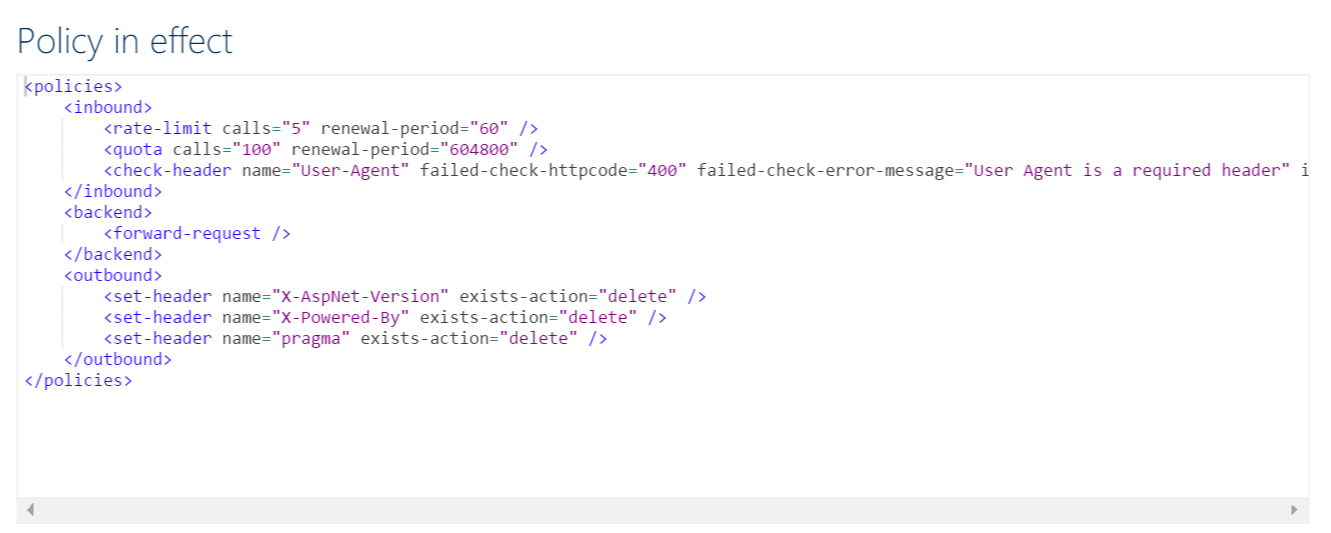 Policy in effect
<policies>
    <inbound>
        <rate-limit calls="5" renewal-period="60" />
        <quota calls="100" renewal-period="604800" />
        <check-header name="User-Agent" failed-check-httpcode="400" failed-check-error-message="User Agent is a required header" i
    </inbound>
    <backend>
        <forward-request />
    </backend>
    <outbound>
        <set-header name="X-AspNet-Version" exists-action="delete" />
        <set-header name="X-Powered-By" exists-action="delete" />
        <set-header name="pragma" exists-action="delete" />
    </outbound>
</policies>